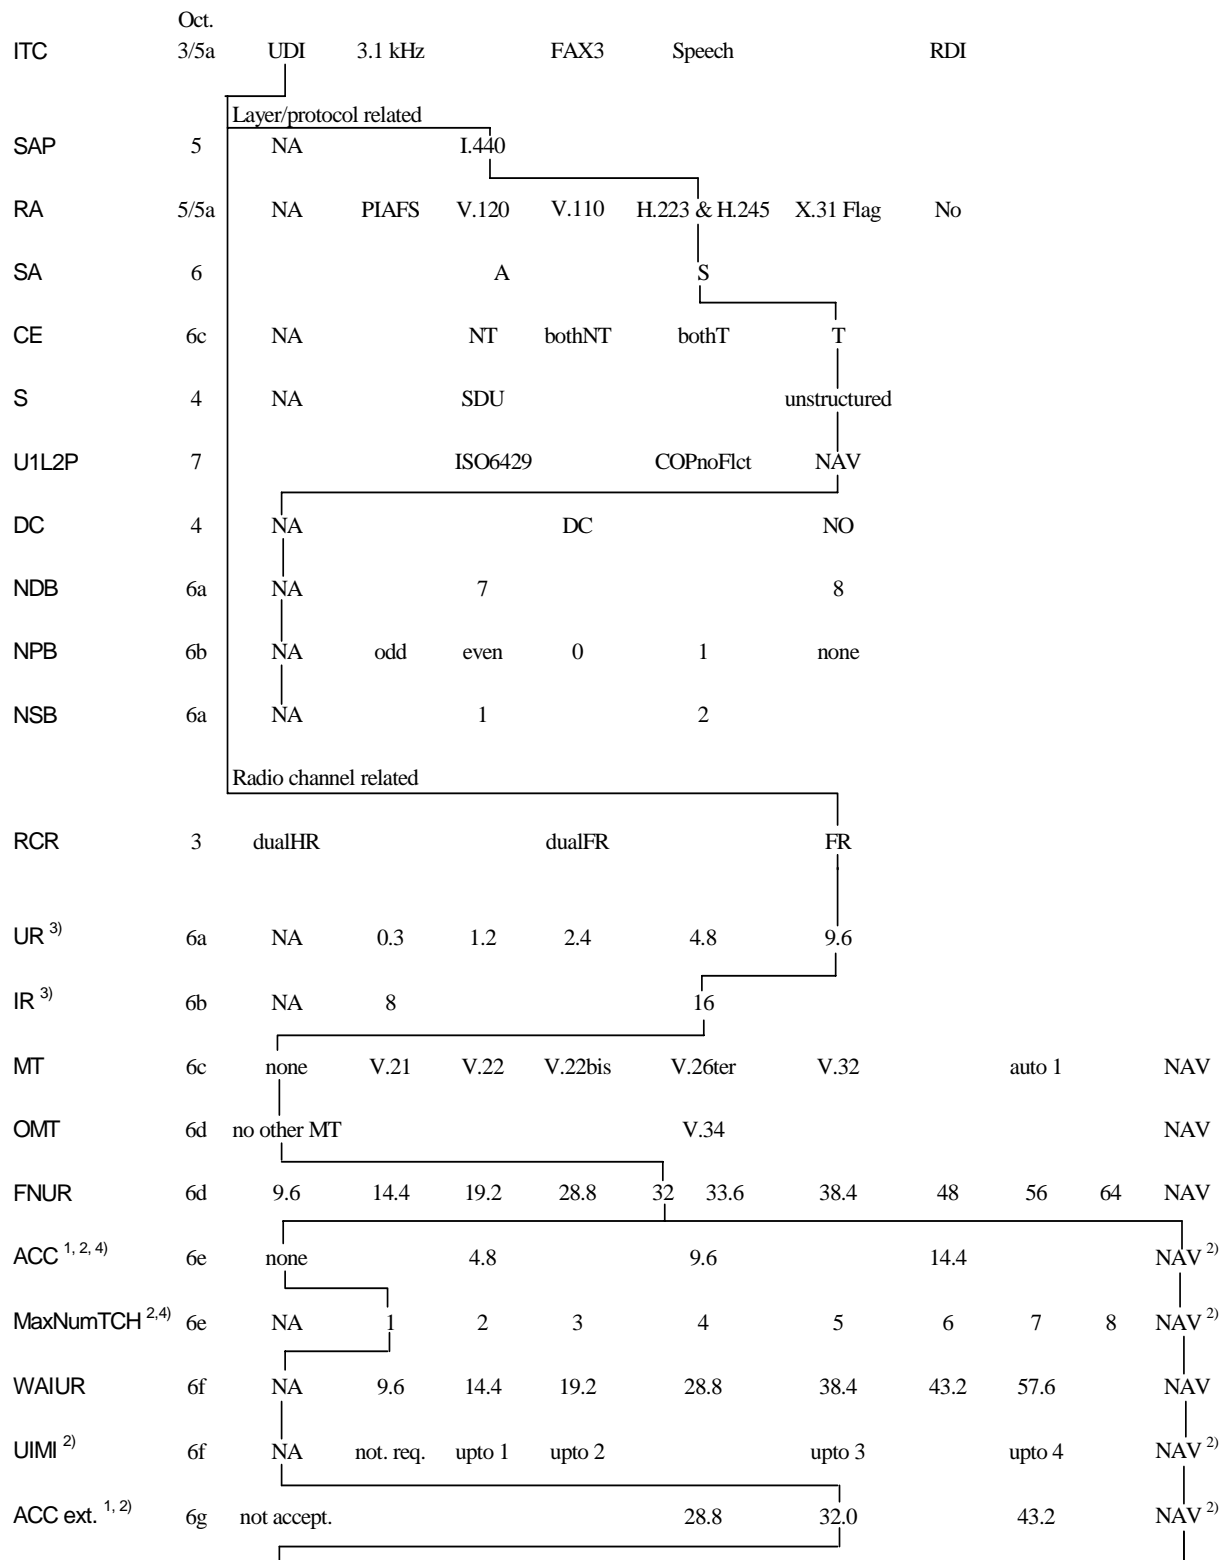 Oct.
ITC 3/5a UDI 3.1 kHz FAX3 Speech RDI
Layer/protocol related
SAP 5 NA I.440
RA 5/5a NA PIAFS V.120 V.110 H.223 & H.245 X.31 Flag No
SA 6 A S
CE 6c NA NT bothNT bothT T
S 4 NA SDU unstructured
U1L2P 7 ISO6429 COPnoFlct NAV
DC 4 NA DC NO
NDB 6a NA 7 8
NPB 6b NA odd even 0 1 none
NSB 6a NA 1 2
Radio channel related
RCR 3 dualHR dualFR FR
UR 3) 6a NA 0.3 1.2 2.4 4.8 9.6
IR 3) 6b NA 8 16
MT 6c none V.21 V.22 V.22bis V.26ter V.32 auto 1 NAV
OMT 6d no other MT V.34 NAV
FNUR 6d 9.6 14.4 19.2 28.8 32 33.6 38.4 48 56 64 NAV
ACC 1, 2, 4) 6e none 4.8 9.6 14.4 NAV 2)
MaxNumTCH 2,4) 6e NA 1 2 3 4 5 6 7 8 NAV 2)
WAIUR 6f NA 9.6 14.4 19.2 28.8 38.4 43.2 57.6 NAV
UIMI 2) 6f NA not. req. upto 1 upto 2 upto 3 upto 4 NAV 2)
ACC ext. 1, 2) 6g not accept. 28.8 32.0 43.2 NAV 2)